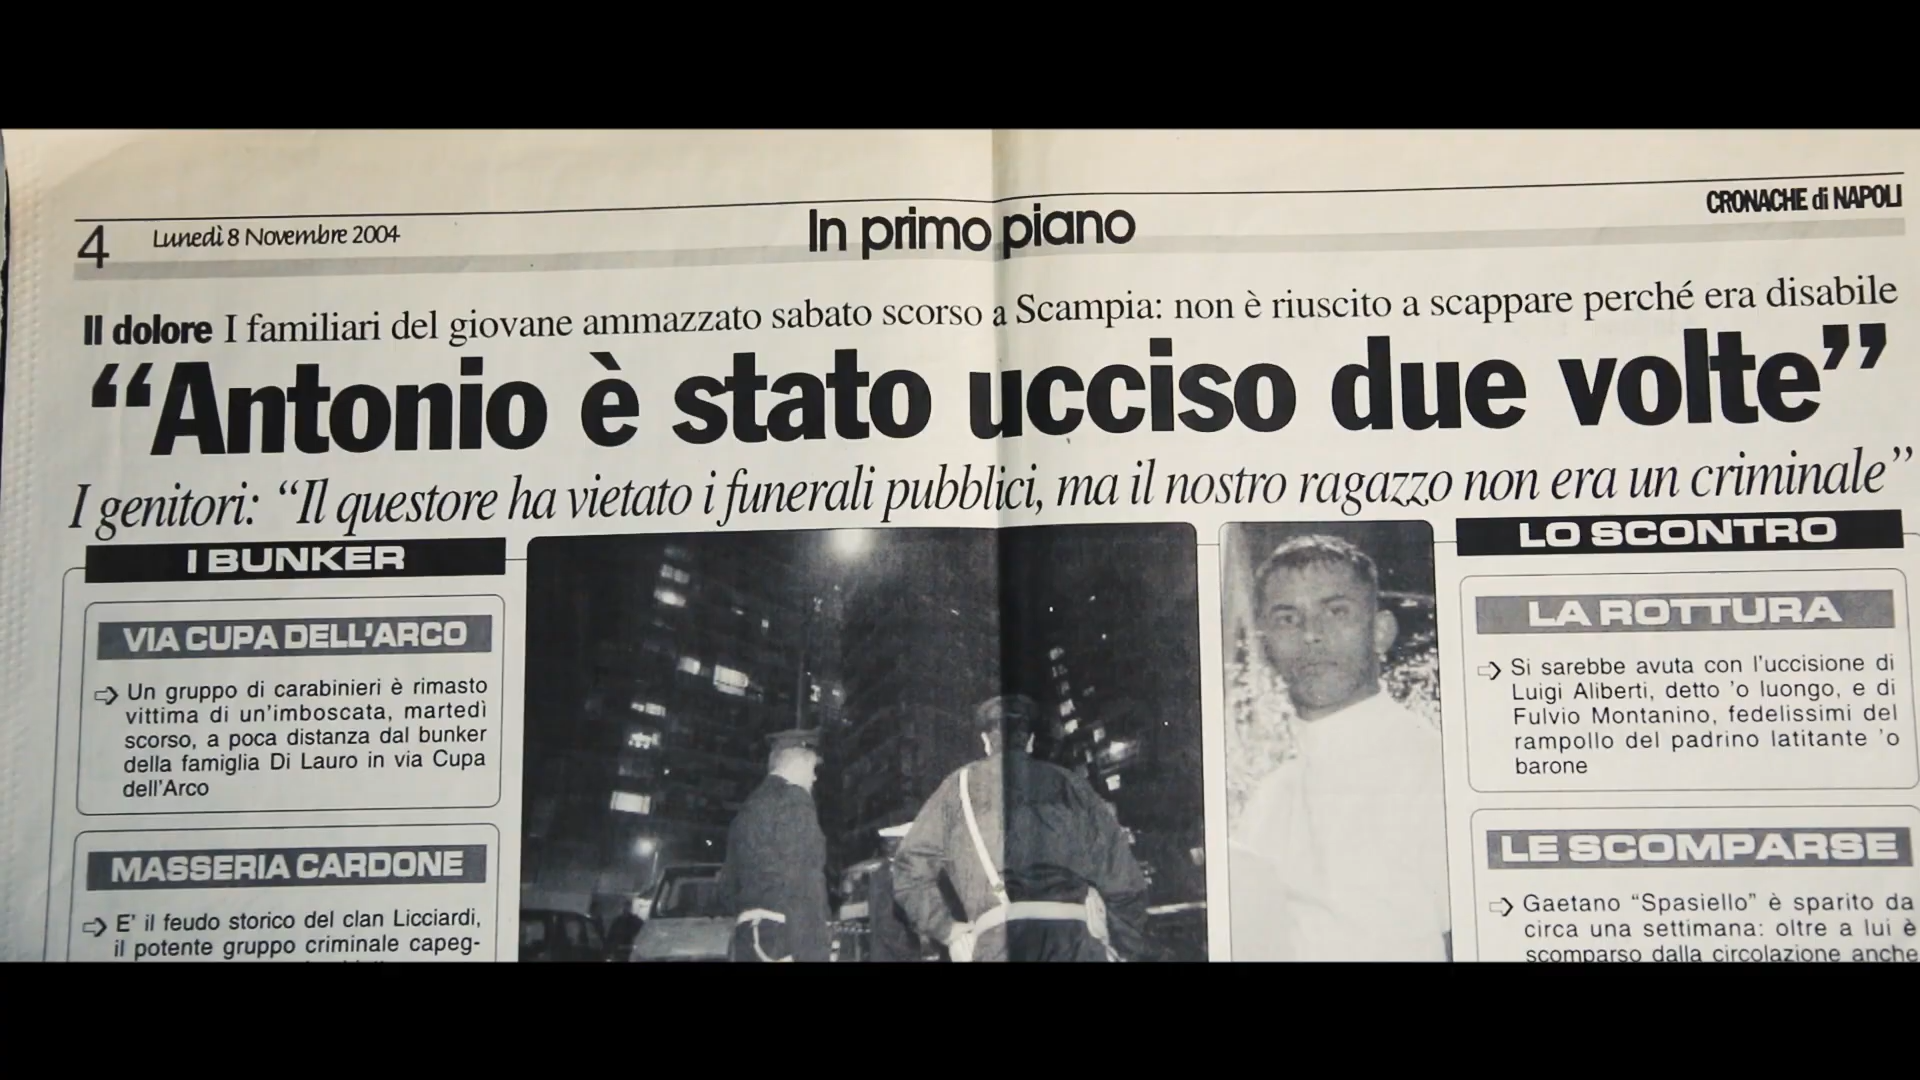 4
Lunedì 8 Novembre 2004
In primo piano
CRONACHE di NAPOLI
Il dolore I familiari del giovane ammazzato sabato scorso a Scampia: non è riuscito a scappare perché era disabile
“Antonio è stato ucciso due volte”
I genitori: “Il questore ha vietato i funerali pubblici, ma il nostro ragazzo non era un criminale”
I BUNKER
VIA CUPA DELL'ARCO
Un gruppo di carabinieri è rimasto
vittima di un'imboscata, martedì
scorso, a poca distanza dal bunker
della famiglia Di Lauro in via Cupa
dell'Arco
MASSERIA CARDONE
E' il feudo storico del clan Licciardi,
il potente gruppo criminale capeg-
LO SCONTRO
LA ROTTURA
Si sarebbe avuta con l'uccisione di
Luigi Aliberti, detto 'o luongo, e di
Fulvio Montanino, fedelissimi del
rampollo del padrino latitante 'o
barone
LE SCOMPARSE
Gaetano “Spasiello” è sparito da
circa una settimana: oltre a lui è
scomparso dalla circolazione anche